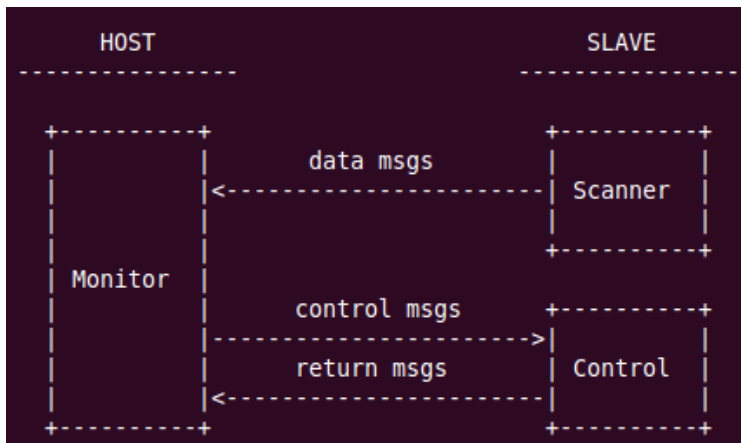 HOST SLAVE
data msgs
Scanner
Monitor
control msgs
return msgs Control